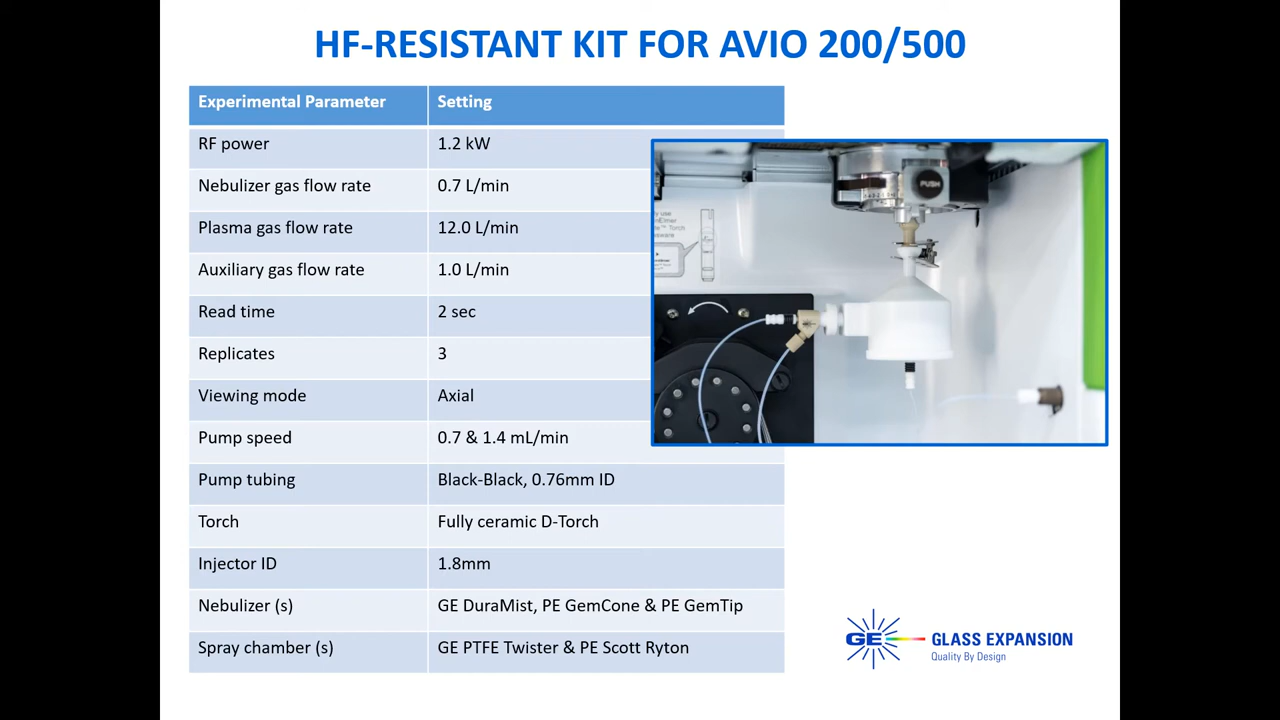 HF-RESISTANT KIT FOR AVIO 200/500
Experimental Parameter Setting
RF power 1.2 kW
Nebulizer gas flow rate 0.7 L/min
Plasma gas flow rate 12.0 L/min
Auxiliary gas flow rate 1.0 L/min
Read time 2 sec
Replicates 3
Viewing mode Axial
Pump speed 0.7 & 1.4 mL/min
Pump tubing Black-Black, 0.76mm ID
Torch Fully ceramic D-Torch
Injector ID 1.8mm
Nebulizer (s) GE DuraMist, PE GemCone & PE GemTip
Spray chamber (s) GE PTFE Twister & PE Scott Ryton
PUSH
GE GLASS EXPANSION
Quality By Design